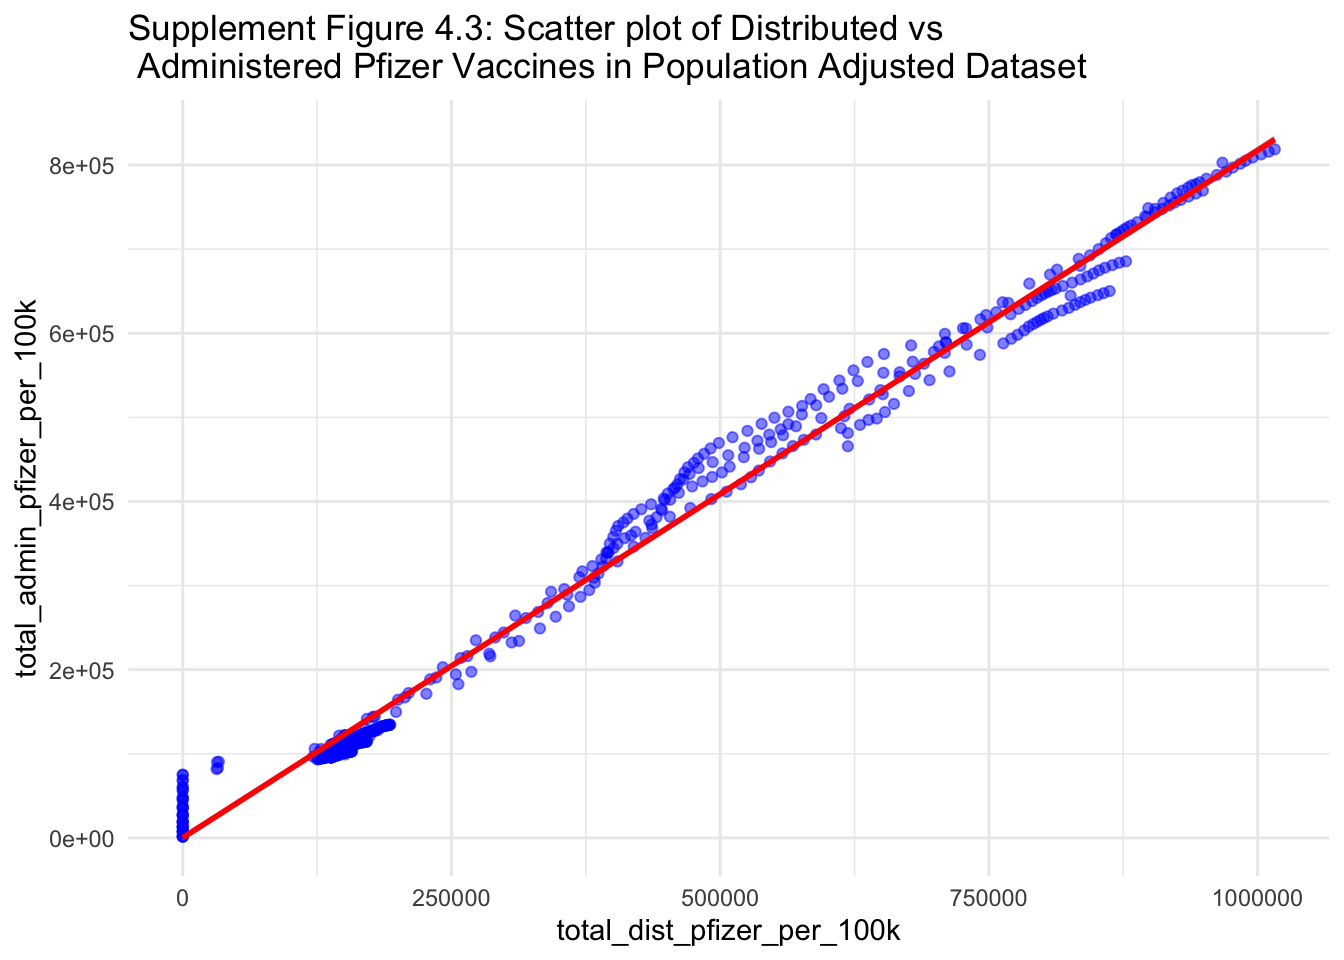 Supplement Figure 4.3: Scatter plot of Distributed vs
Administered Pfizer Vaccines in Population Adjusted Dataset
8e+05
6e+05
4e+05
2e+05
0e+00
total_admin_pfizer_per_100k
0 250000 500000 750000 1000000
total_dist_pfizer_per_100k